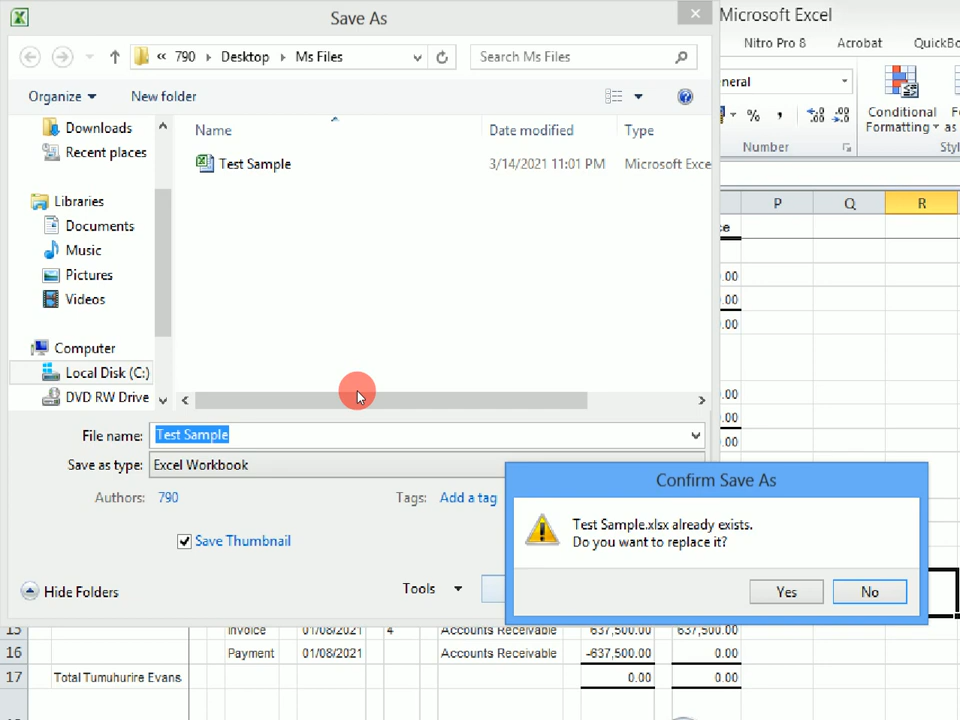 Save As
Microsoft Excel
« 790 Desktop Ms Files
Search Ms Files
Nitro Pro 8 Acrobat QuickBo
Organize New folder
neral
Conditional
Formatting as
Number
Styl
Downloads
Recent places
Libraries
Documents
Music
Pictures
Videos
Computer
Local Disk (C:)
DVD RW Drive
Name Date modified Type
Test Sample 3/14/2021 11:01 PM Microsoft Exce
P Q R
ce
.00
.00
.00
.00
.00
.00
File name: Test Sample
Save as type: Excel Workbook
Authors: 790 Tags: Add a tag
Save Thumbnail
Hide Folders
Tools
Confirm Save As
Test Sample.xlsx already exists.
Do you want to replace it?
Yes No
15 Invoice 01/08/2021 4 Accounts Receivable 637,500.00 637,500.00
16 Payment 01/08/2021 Accounts Receivable -637,500.00 0.00
17 Total Tumuhurire Evans 0.00 0.00